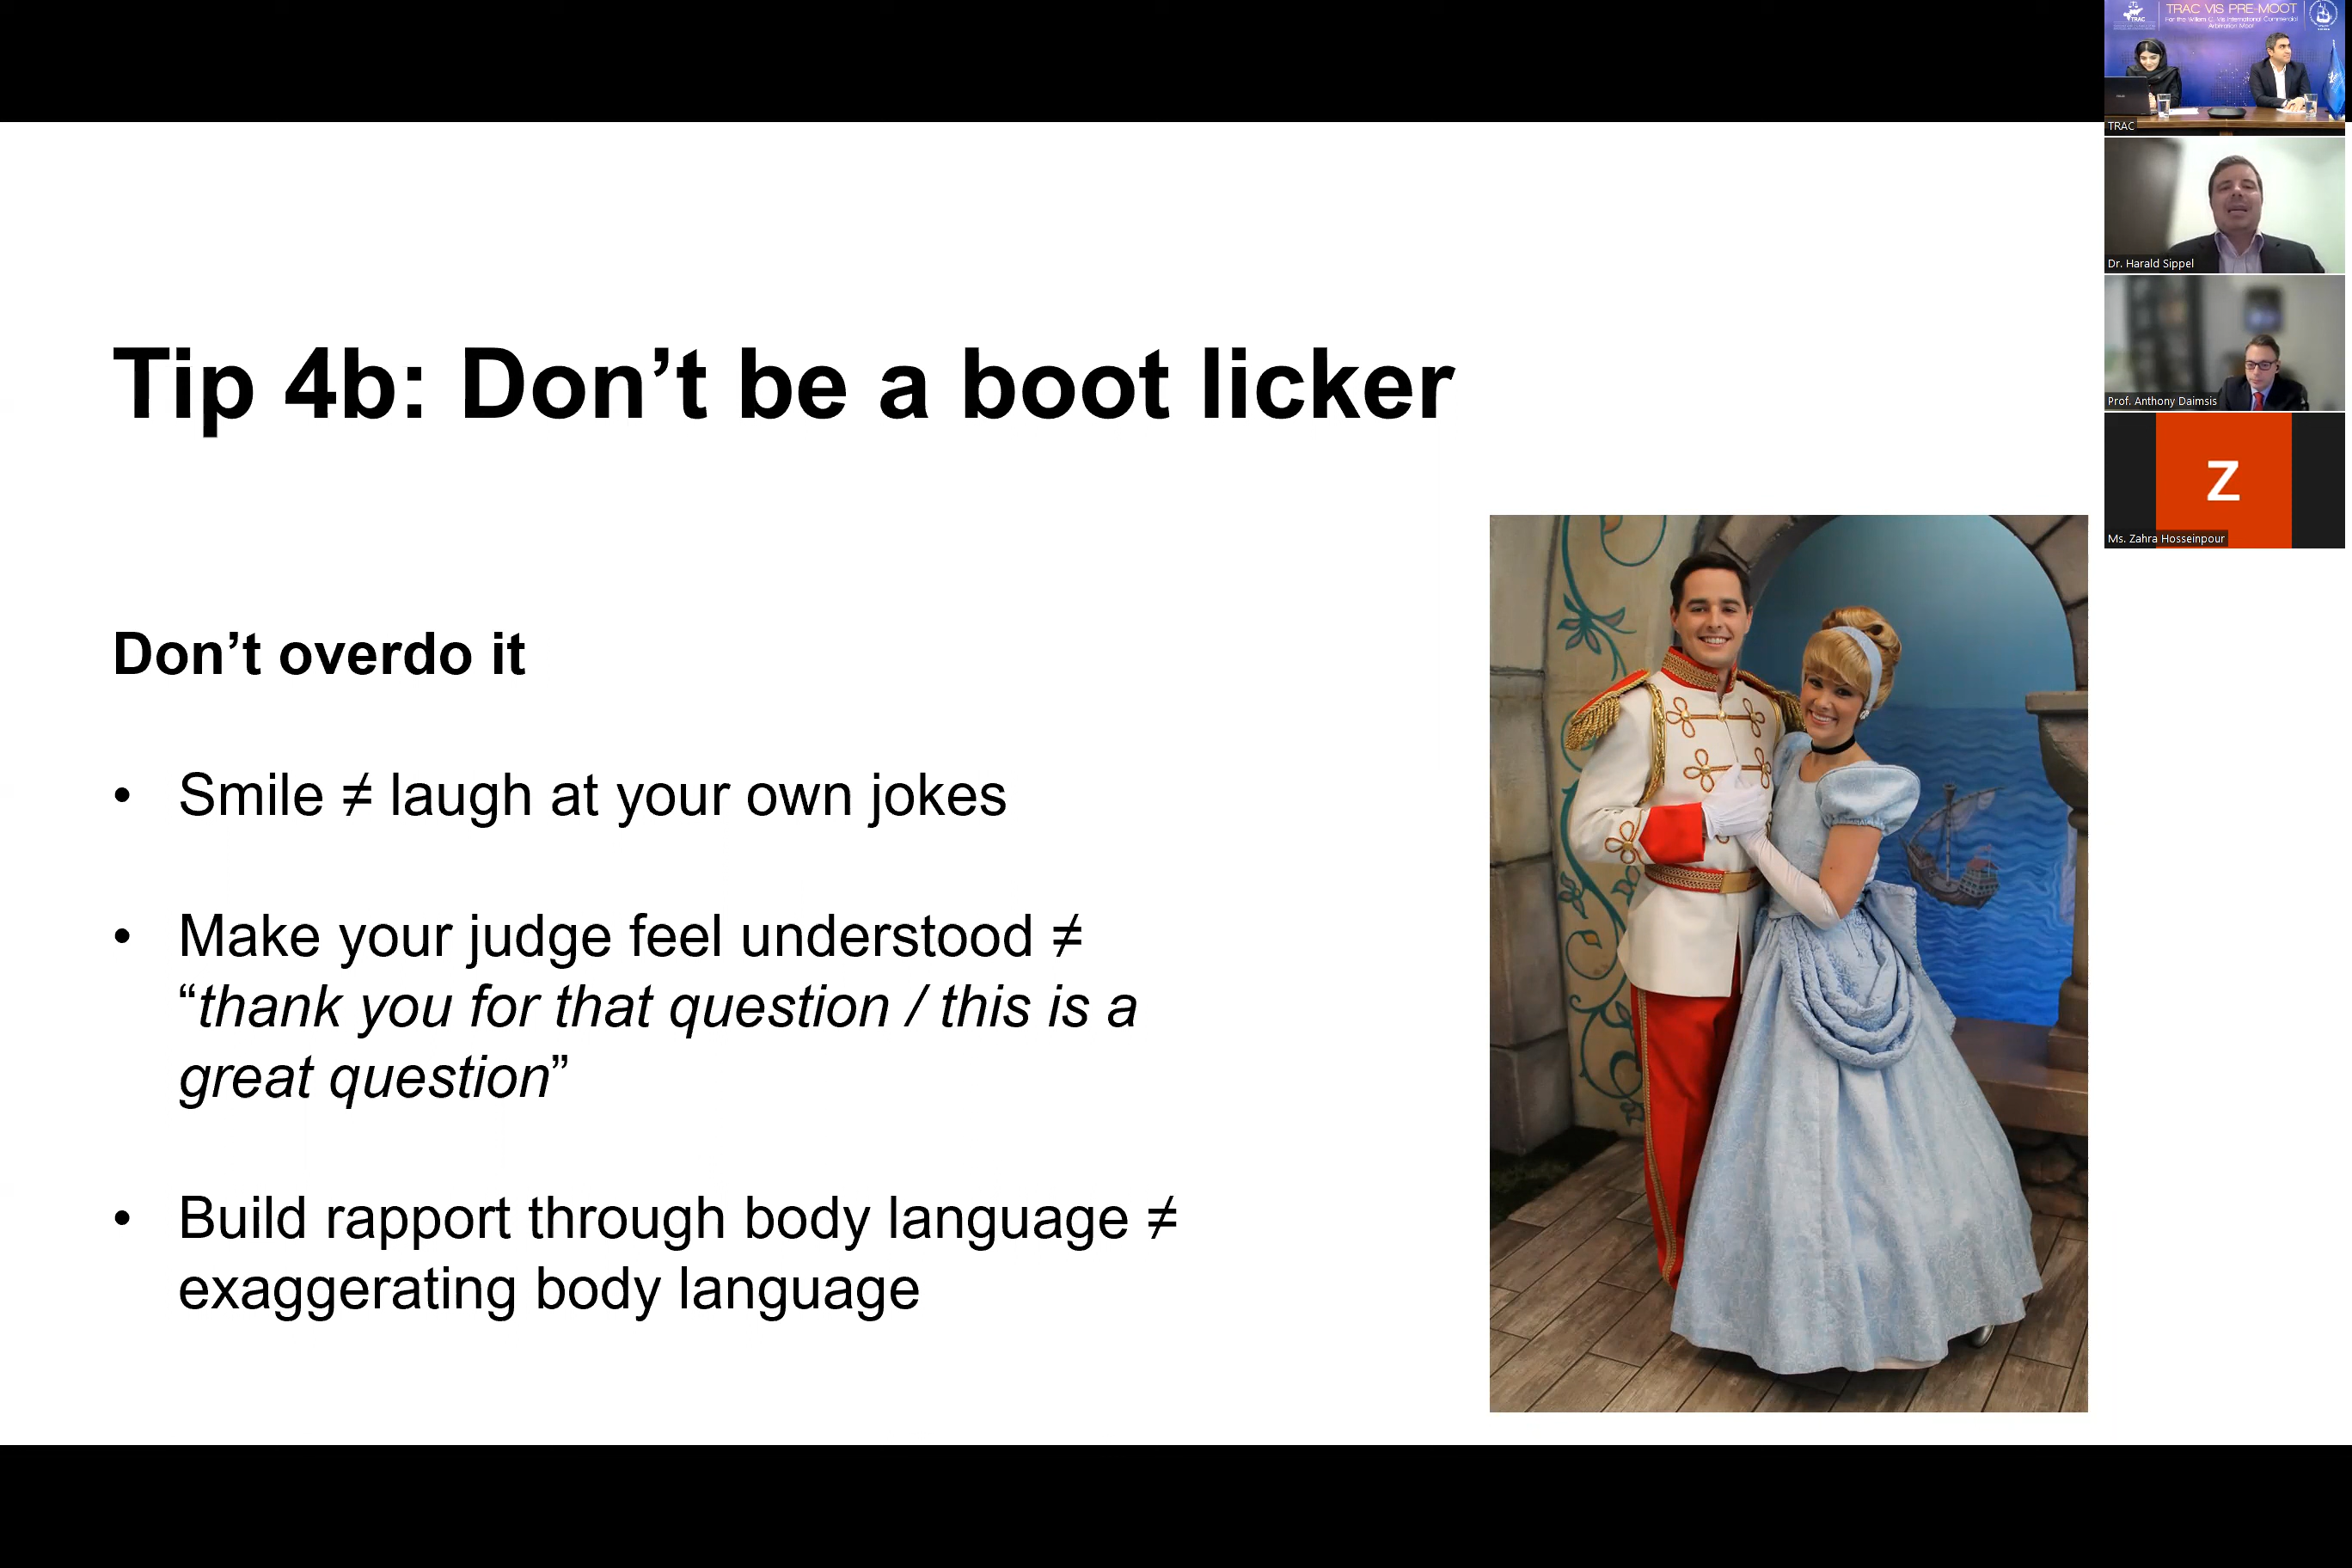 Tip 4b: Don’t be a boot licker
Don’t overdo it
• Smile ≠ laugh at your own jokes
• Make your judge feel understood ≠
“thank you for that question / this is a
great question”
• Build rapport through body language ≠
exaggerating body language
TRAC
TRAC VIS PRE-MOOT
For the Willem C. Vis International Commercial
Arbitration Moot
TRAC
Dr. Harald Sippel
Prof. Anthony Daimsis
Z
Ms. Zahra Hosseinpour